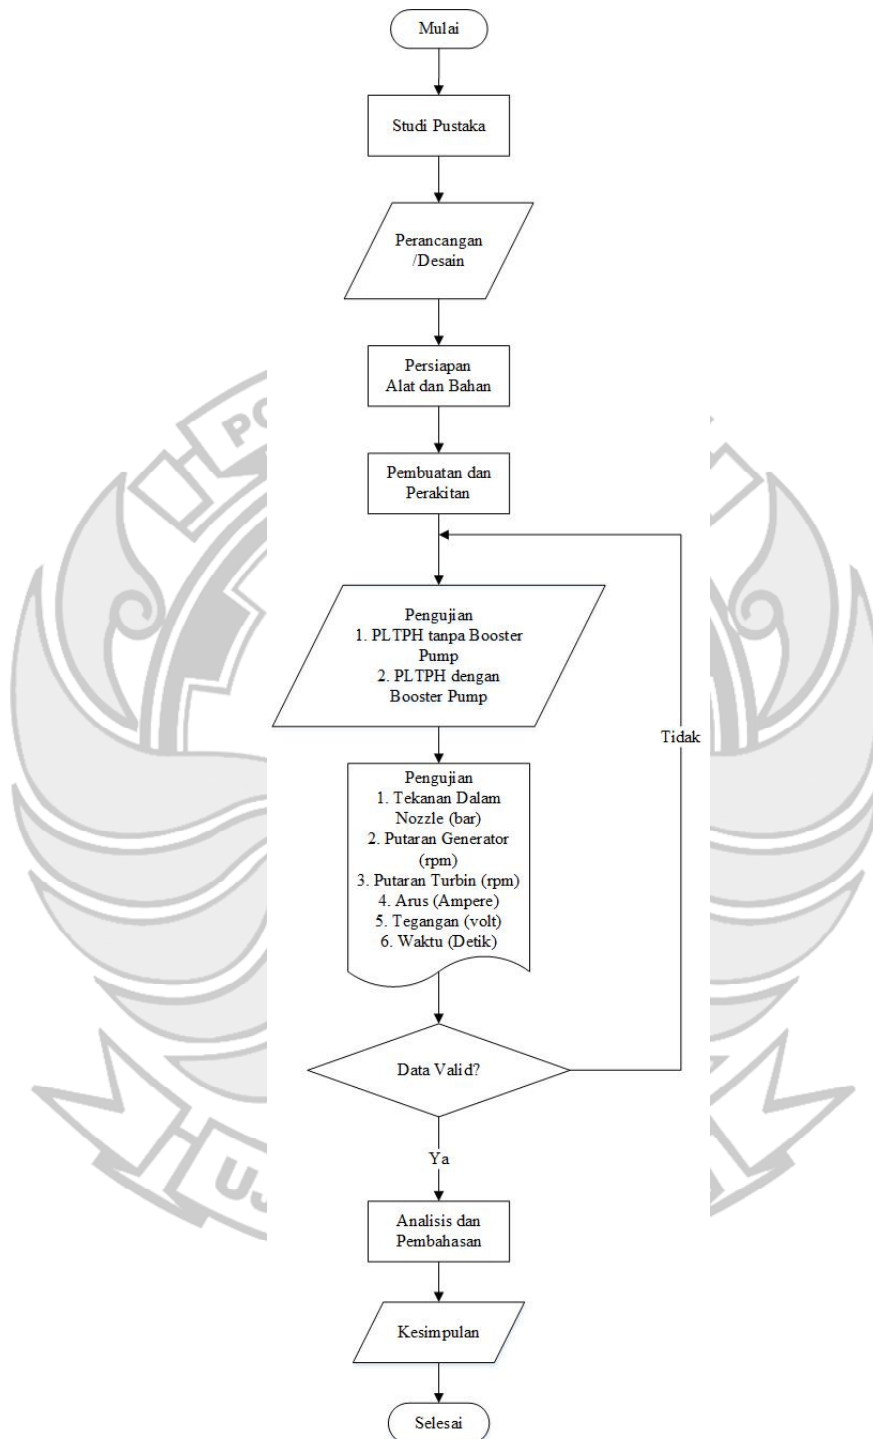 Mulai
Studi Pustaka
Perancangan
/Desain
Persiapan
Alat dan Bahan
Pembuatan dan
Perakitan
Pengujian
1. PLTPH tanpa Booster
Pump
2. PLTPH dengan
Booster Pump
Tidak
Pengujian
1. Tekanan Dalam
Nozzle (bar)
2. Putaran Generator
(rpm)
3. Putaran Turbin (rpm)
4. Arus (Ampere)
5. Tegangan (volt)
6. Waktu (Detik)
Data Valid?
Ya
Analisis dan
Pembahasan
Kesimpulan
Selesai